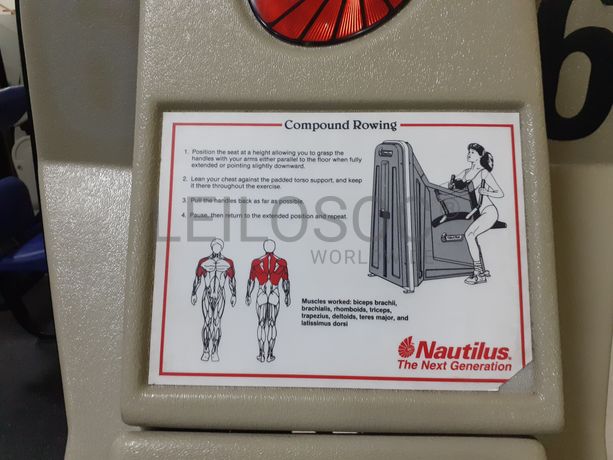 6
Compound Rowing
1. Position the seat at a height allowing you to grasp the
handles with your arms either parallel to the floor when fully
extended or pointing slightly downward.
2. Lean your chest against the padded torso support, and keep
it there throughout the exercise.
3. Pull the handles back as far as possible.
4. Pause, then return to the extended position and repeat.
Muscles worked: biceps brachii,
brachialis, rhomboids, triceps,
trapezius, deltoids, teres major, and
latissimus dorsi
Nautilus®
The Next Generation